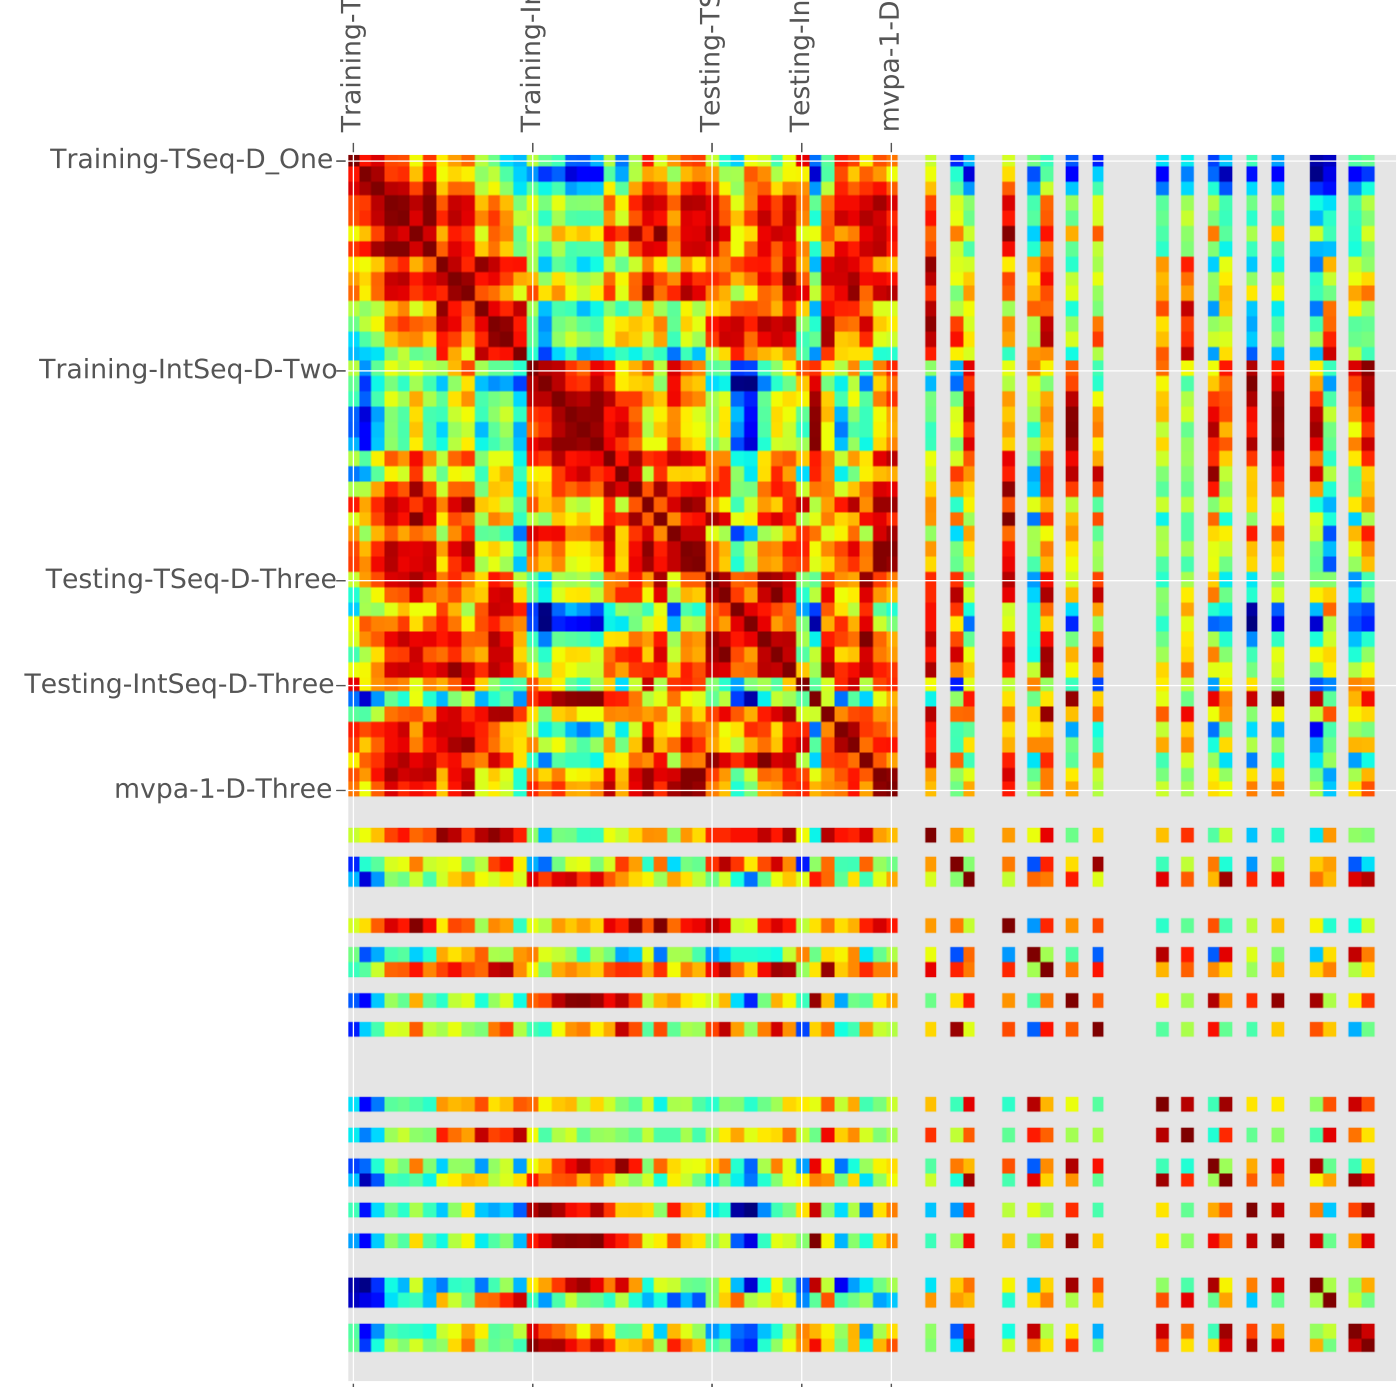 Training-T
Training-I
Testing-TS
Testing-In
mvpa-1-D
Training-TSeq-D_One
Training-IntSeq-D-Two
Testing-TSeq-D-Three
Testing-IntSeq-D-Three
mvpa-1-D-Three